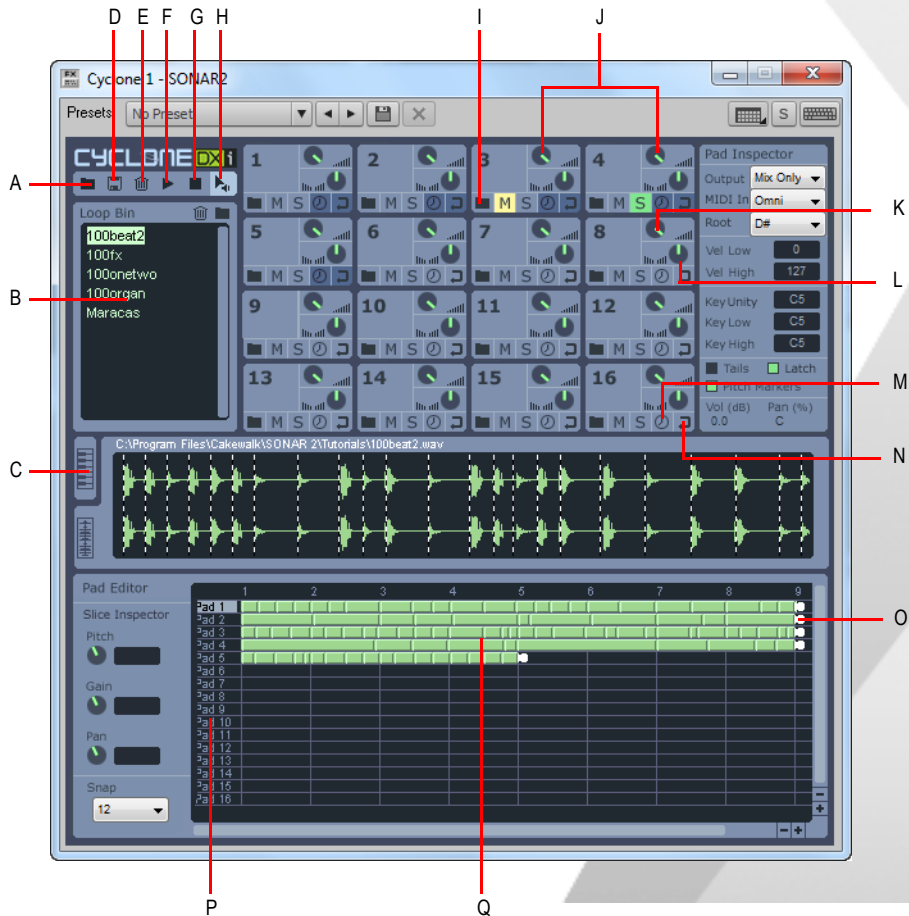 D E F G H I J
Cyclone 1 - SONAR2
Presets: No Preset
S
CYCLONE DXi
A
Loop Bin
100beat2
100fx
100onetwo
100organ
Maracas
B
1 2 3 4
M S M S M S M S
5 6 7 8
M S M S M S M S
9 10 11 12
M S M S M S M S
13 14 15 16
M S M S M S M S
Pad Inspector
Output Mix Only
MIDI In Omni
Root D#
Vel Low 0
Vel High 127
Key Unity C5
Key Low C5
Key High C5
Tails Latch
Pitch Markers
Vol (dB) Pan (%)
0.0 C
K
L
M
N
C
C:\Program Files\Cakewalk\SONAR 2\Tutorials\100beat2.wav
Pad Editor
Slice Inspector
Pitch
Gain
Pan
Snap
12
1 2 3 4 5 6 7 8 9
Pad 1
Pad 2
Pad 3
Pad 4
Pad 5
Pad 6
Pad 7
Pad 8
Pad 9
Pad 10
Pad 11
Pad 12
Pad 13
Pad 14
Pad 15
Pad 16
O
P Q